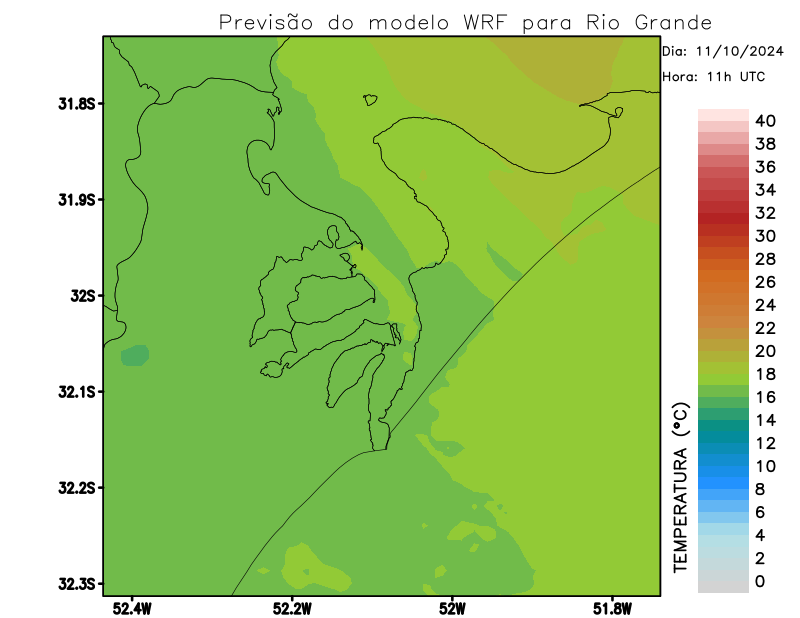 Previsão do modelo WRF para Rio Grande
Dia: 11/10/2024
Hora: 11h UTC
31.8S
31.9S
32S
32.1S
32.2S
32.3S
52.4W
52.2W
52W
51.8W
TEMPERATURA (ºC)
40
38
36
34
32
30
28
26
24
22
20
18
16
14
12
10
8
6
4
2
0